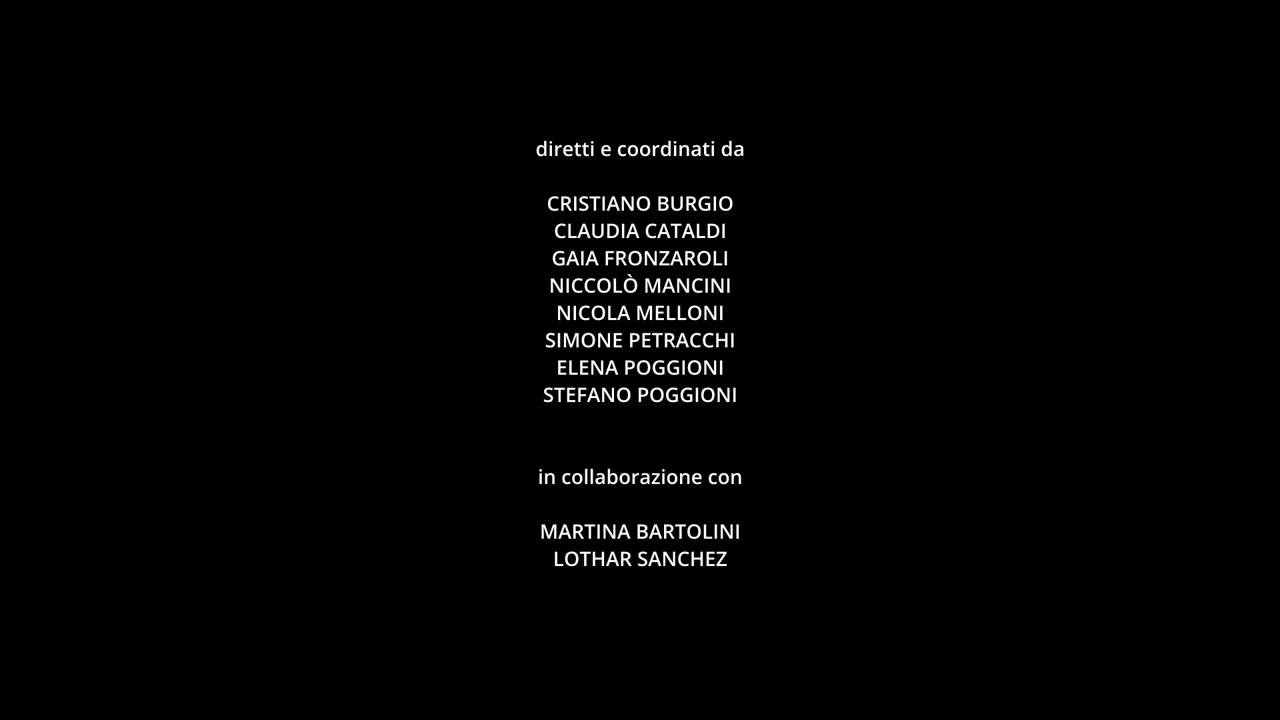 diretti e coordinati da
CRISTIANO BURGIO
CLAUDIA CATALDI
GAIA FRONZAROLI
NICCOLÒ MANCINI
NICOLA MELLONI
SIMONE PETRACCHI
ELENA POGGIONI
STEFANO POGGIONI
in collaborazione con
MARTINA BARTOLINI
LOTHAR SANCHEZ